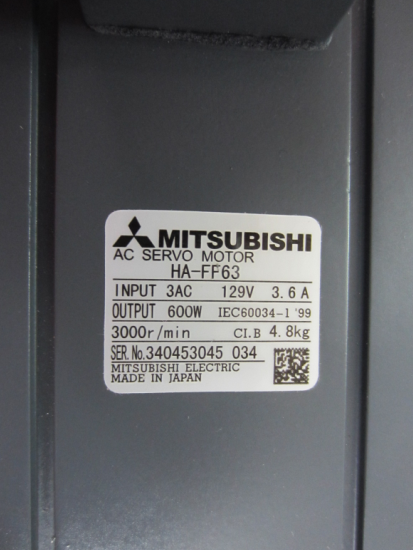 MITSUBISHI
AC SERVO MOTOR
HA-FF63
INPUT 3AC 129V 3.6A
OUTPUT 600W IEC60034-1 '99
3000r/min CI.B 4.8kg
SER.No.340453045 034
MITSUBISHI ELECTRIC
MADE IN JAPAN